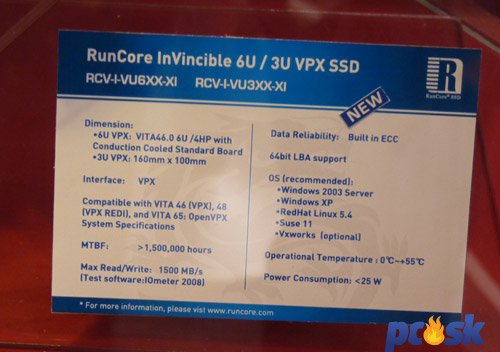 RunCore InVincible 6U / 3U VPX SSD
RCV-I-VU6XX-XI RCV-I-VU3XX-XI
R
RunCore® SSD
NEW
Dimension:
•6U VPX: VITA46.0 6U /4HP with
Conduction Cooled Standard Board
•3U VPX: 160mm x 100mm
Interface: VPX
Compatible with VITA 46 (VPX), 48
(VPX REDI), and VITA 65: OpenVPX
System Specifications
MTBF: >1,500,000 hours
Max Read/Write: 1500 MB/s
(Test software:IOmeter 2008)
Data Reliability: Built in ECC
64bit LBA support
OS (recommended):
•Windows 2003 Server
•Windows XP
•RedHat Linux 5.4
•Suse 11
•Vxworks (optional)
Operational Temperature : 0℃~+55℃
Power Consumption: <25 W
* For more information, please vist www.runcore.com
pcsk